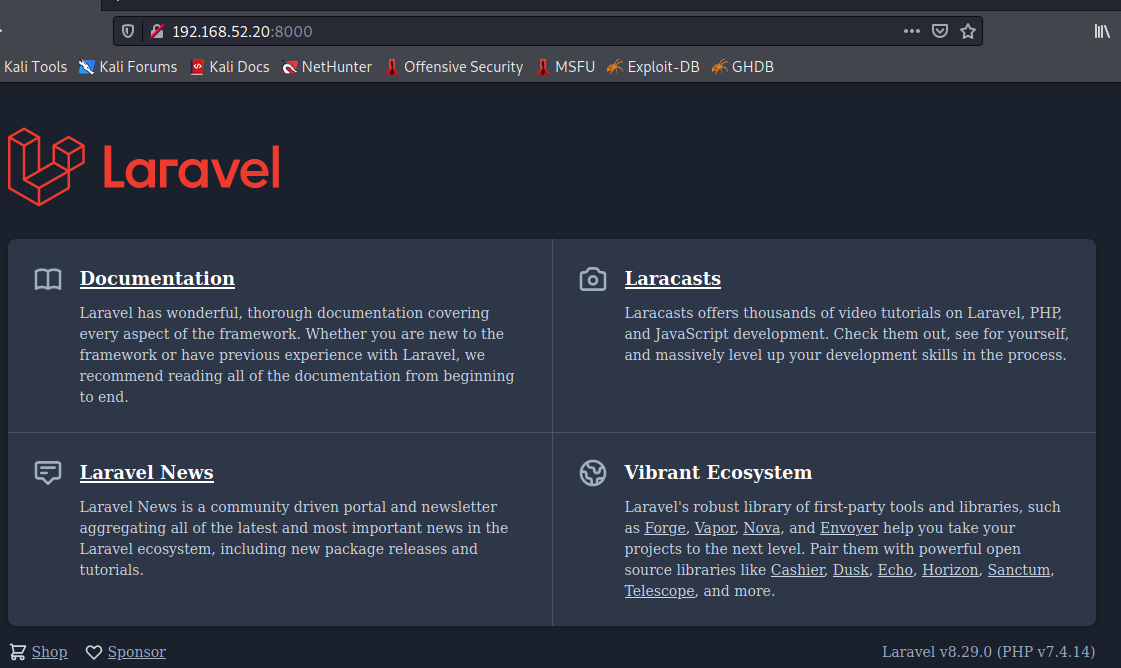 192.168.52.20:8000
Kali Tools Kali Forums Kali Docs NetHunter Offensive Security MSFU Exploit-DB GHDB
Laravel
Documentation
Laravel has wonderful, thorough documentation covering
every aspect of the framework. Whether you are new to the
framework or have previous experience with Laravel, we
recommend reading all of the documentation from beginning
to end.
Laracasts
Laracasts offers thousands of video tutorials on Laravel, PHP,
and JavaScript development. Check them out, see for yourself,
and massively level up your development skills in the process.
Laravel News
Laravel News is a community driven portal and newsletter
aggregating all of the latest and most important news in the
Laravel ecosystem, including new package releases and
tutorials.
Vibrant Ecosystem
Laravel's robust library of first-party tools and libraries, such
as Forge, Vapor, Nova, and Envoyer help you take your
projects to the next level. Pair them with powerful open
source libraries like Cashier, Dusk, Echo, Horizon, Sanctum,
Telescope, and more.
Shop Sponsor
Laravel v8.29.0 (PHP v7.4.14)